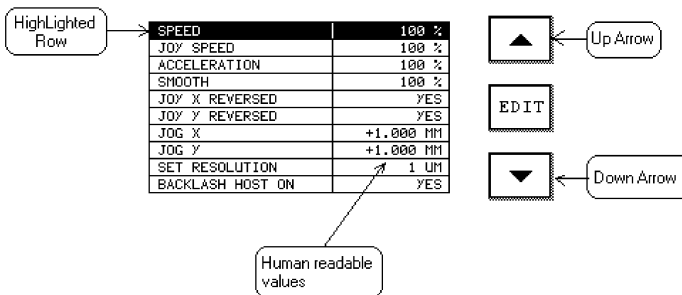 HighLighted
Row
SPEED 100 %
JOY SPEED 100 %
ACCELERATION 100 %
SMOOTH 100 %
JOY X REVERSED YES
JOY Y REVERSED YES
JOG X +1.000 MM
JOG Y +1.000 MM
SET RESOLUTION 1 UM
BACKLASH HOST ON YES
Up Arrow
EDIT
Down Arrow
Human readable
values